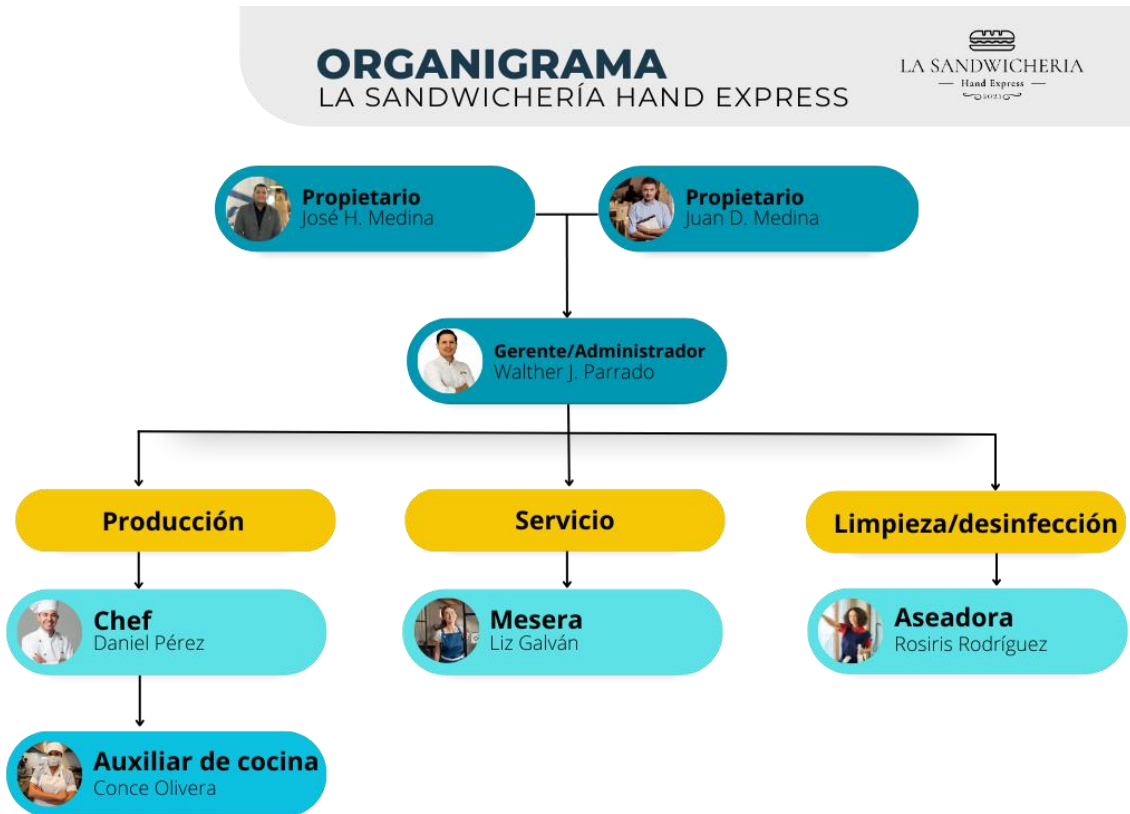 ORGANIGRAMA
LA SANDWICHERÍA HAND EXPRESS
LA SANDWICHERIA
Hand Express
2021
Propietario
José H. Medina
Propietario
Juan D. Medina
Gerente/Administrador
Walther J. Parrado
Producción
Servicio
Limpieza/desinfección
Chef
Daniel Pérez
Mesera
Liz Galván
Aseadora
Rosiris Rodríguez
Auxiliar de cocina
Conce Olivera